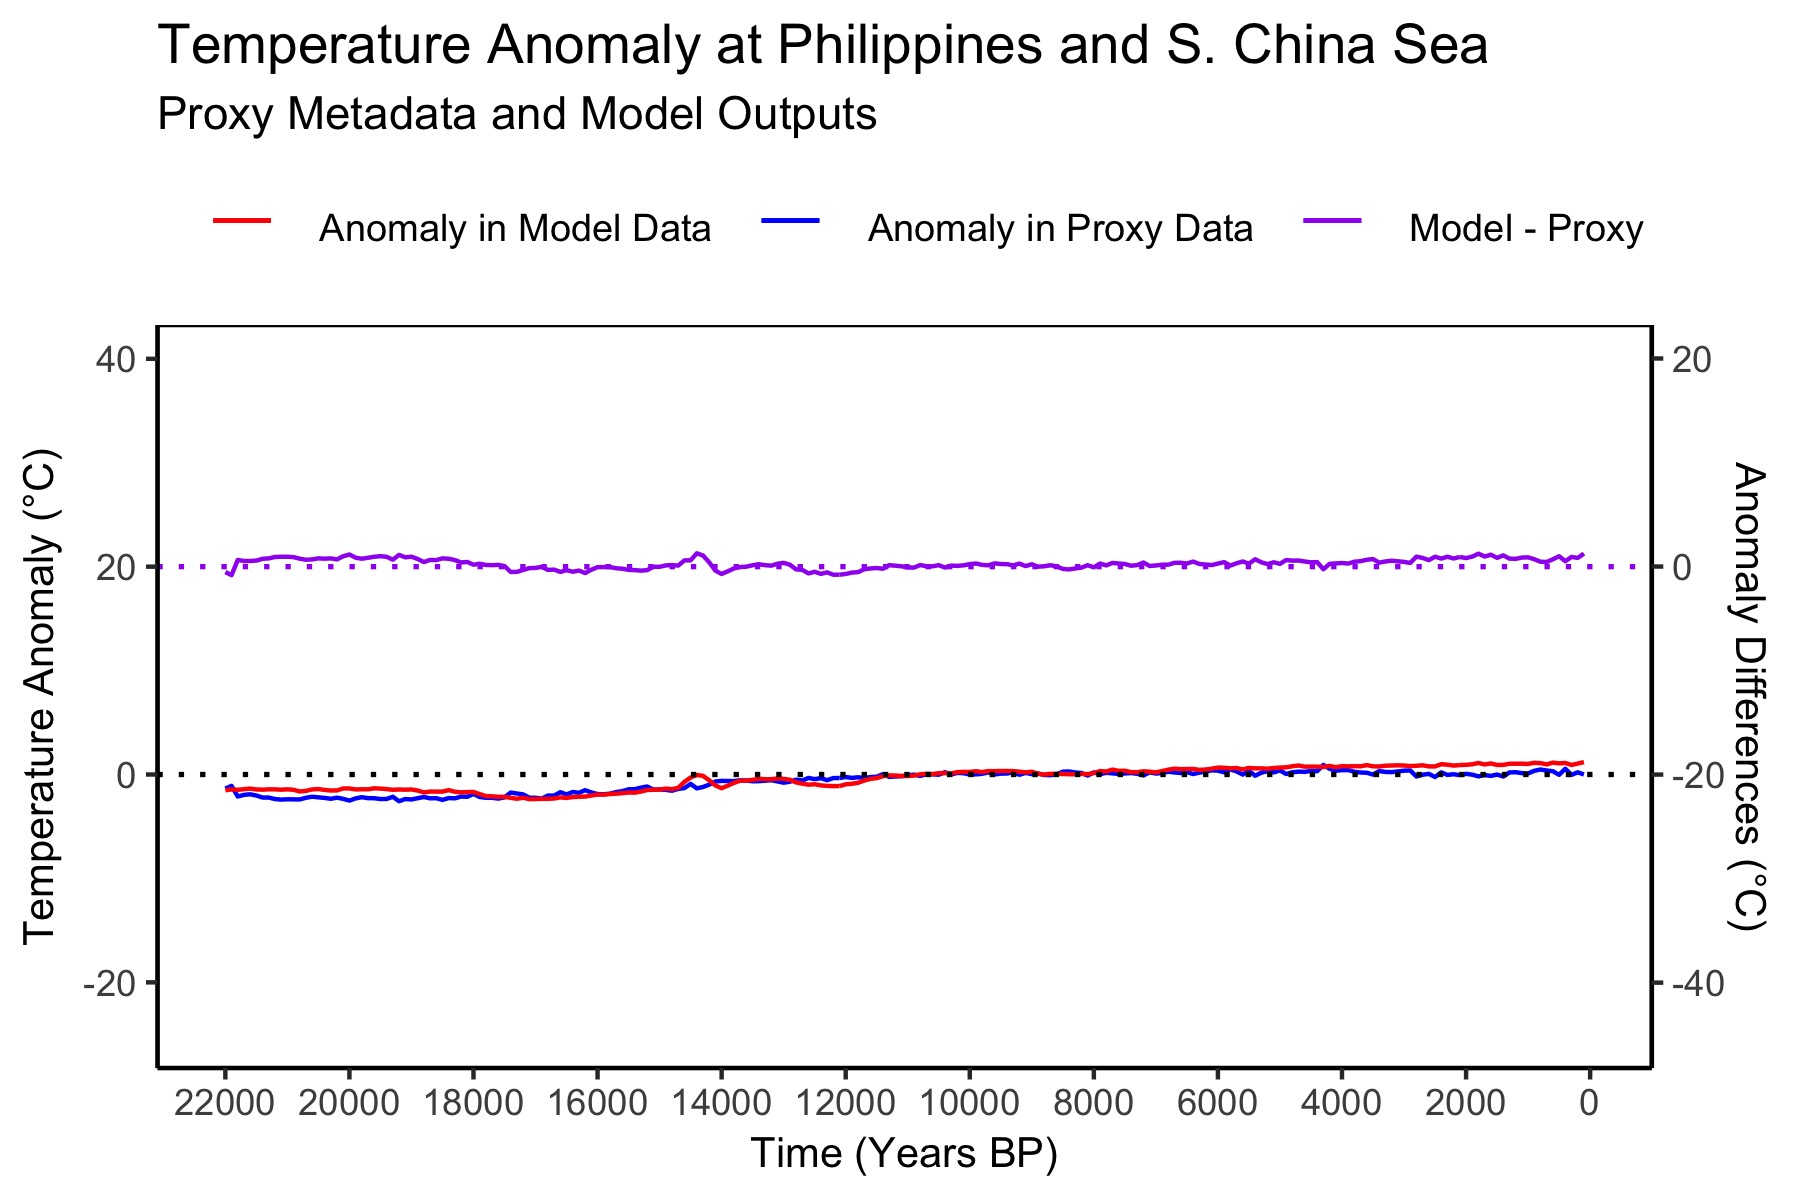 Temperature Anomaly at Philippines and S. China Sea
Proxy Metadata and Model Outputs
Anomaly in Model Data
Anomaly in Proxy Data
Model - Proxy
Temperature Anomaly (°C)
40
20
0
-20
20
0
-20
-40
Anomaly Differences (°C)
22000 20000 18000 16000 14000 12000 10000 8000 6000 4000 2000 0
Time (Years BP)